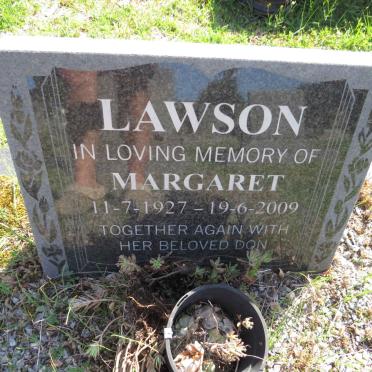 LAWSON
IN LOVING MEMORY OF
MARGARET
11-7-1927 – 19-6-2009
TOGETHER AGAIN WITH
HER BELOVED DON